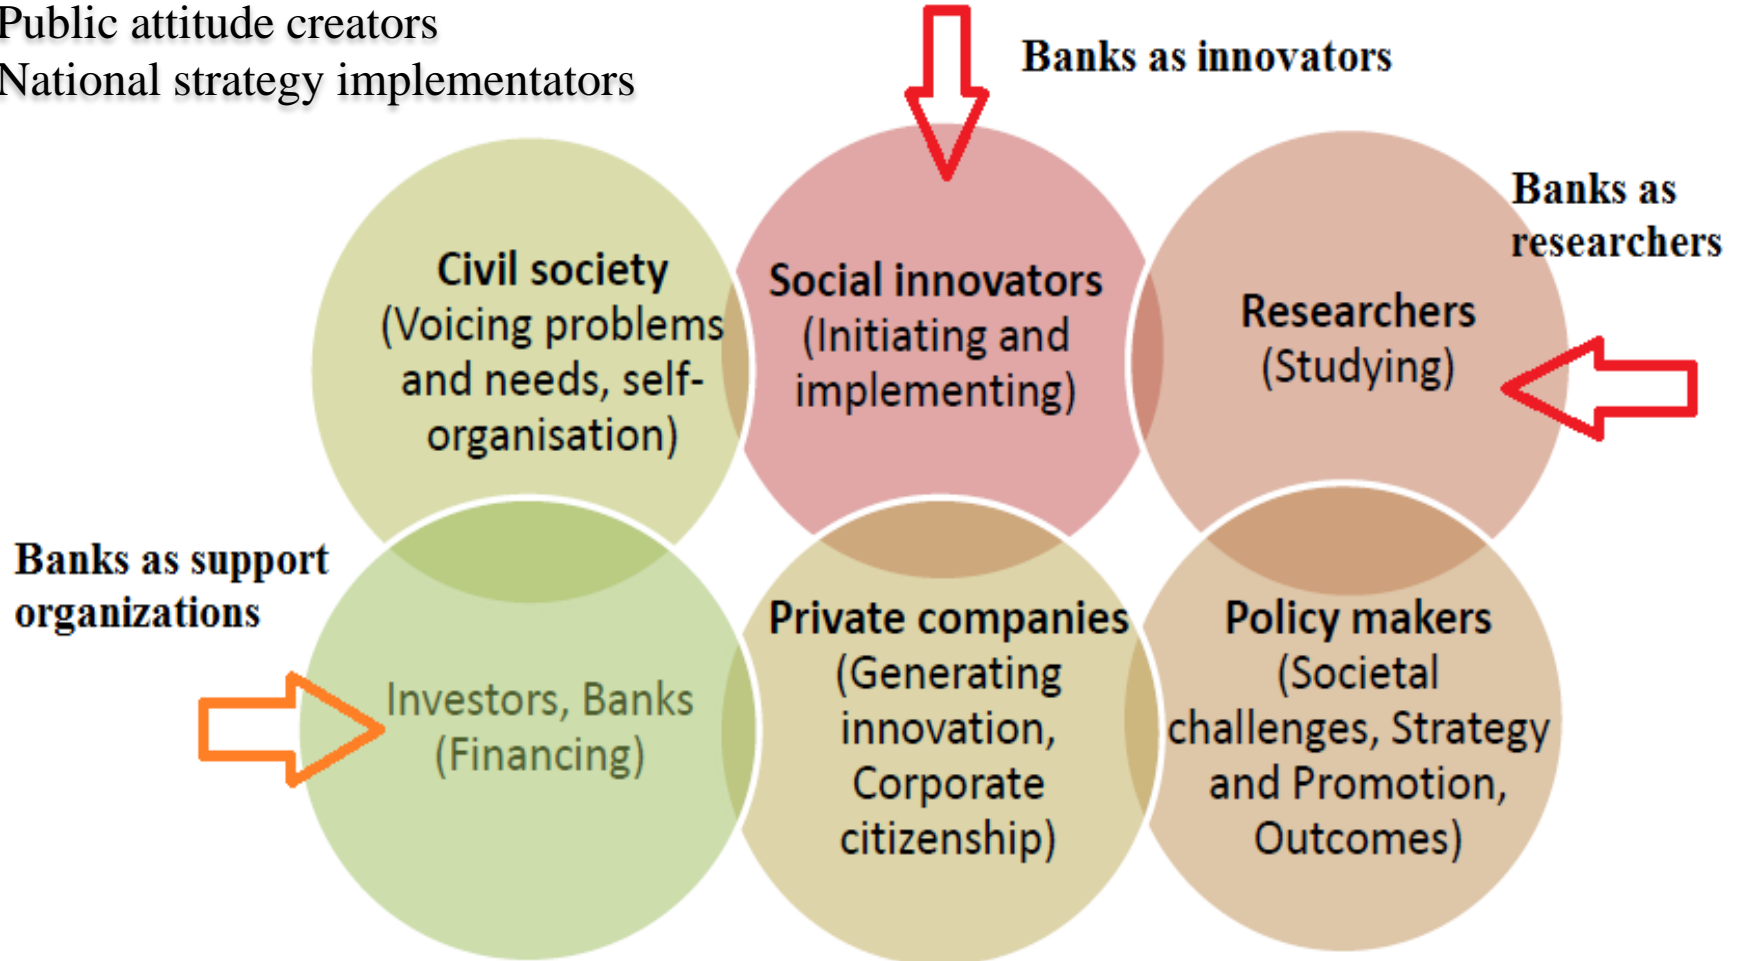 Public attitude creators
National strategy implementators
Banks as innovators
Banks as
researchers
Civil society
(Voicing problems
and needs, self-
organisation)
Social innovators
(Initiating and
implementing)
Researchers
(Studying)
Banks as support
organizations
Investors, Banks
(Financing)
Private companies
(Generating
innovation,
Corporate
citizenship)
Policy makers
(Societal
challenges, Strategy
and Promotion,
Outcomes)